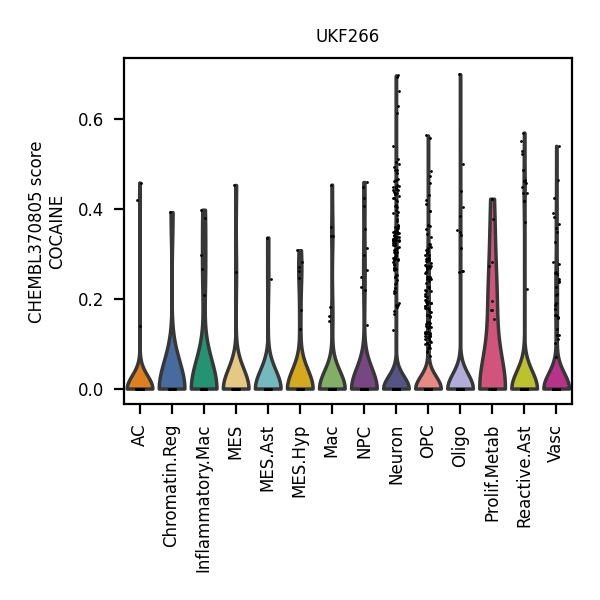 UKF266
CHEMBL370805 score
COCAINE
0.6
0.4
0.2
0.0
AC
Chromatin.Reg
Inflammatory.Mac
MES
MES.Ast
MES.Hyp
Mac
NPC
Neuron
OPC
Oligo
Prolif.Metab
Reactive.Ast
Vasc